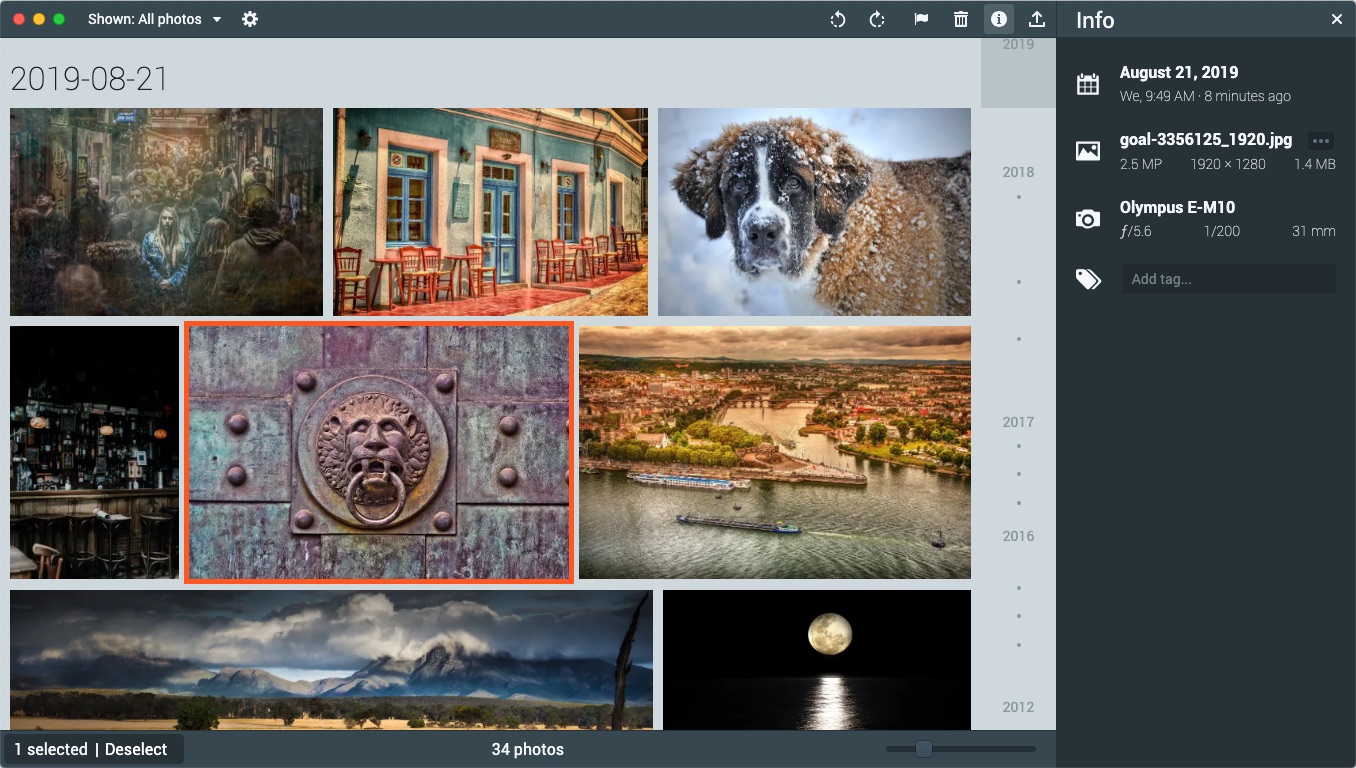 Shown: All photos
Info
2019
2019-08-21
August 21, 2019
We, 9:49 AM · 8 minutes ago
goal-3356125_1920.jpg
2.5 MP 1920 × 1280 1.4 MB
2018
Olympus E-M10
ƒ/5.6 1/200 31 mm
Add tag...
2017
2016
2012
1 selected | Deselect
34 photos